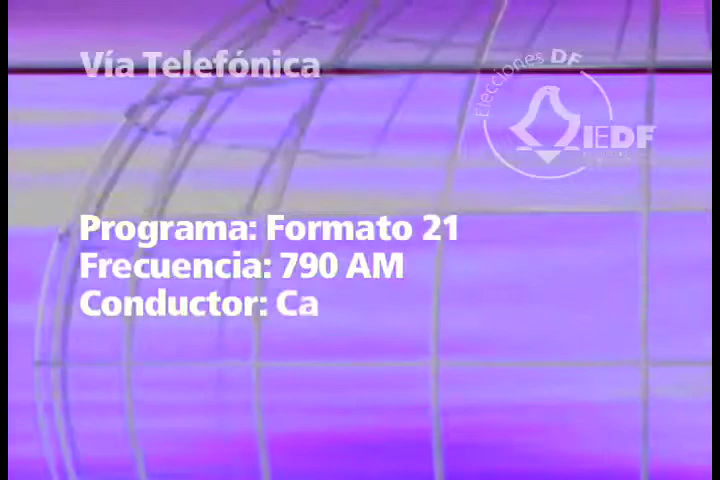 Vía Telefónica
Elecciones DF
IEDF
Programa: Formato 21
Frecuencia: 790 AM
Conductor: Ca